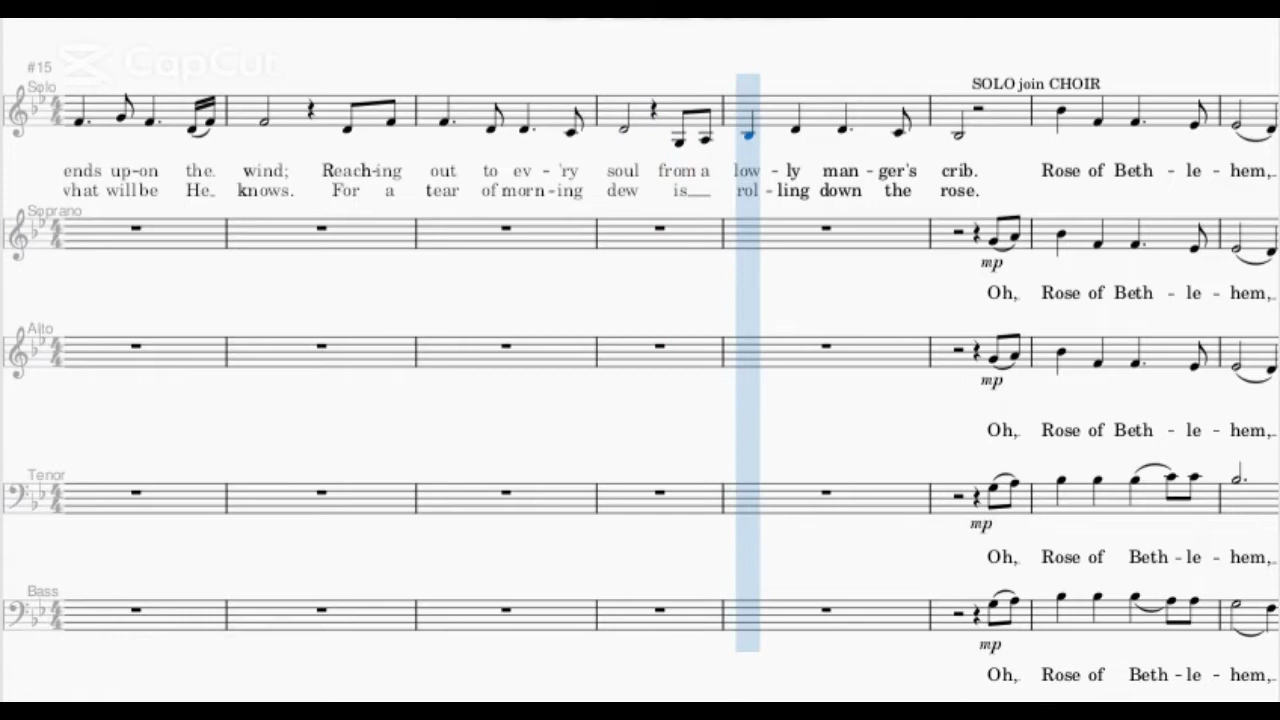 CapCut
#15
SOLO join CHOIR
Solo
ends up-on the wind; Reach-ing out to ev-'ry soul from a low-ly man-ger's crib. Rose of Beth-le-hem,
what will be He knows. For a tear of morn-ing dew is rol-ling down the rose.
Soprano
mp
Oh, Rose of Beth-le-hem,
Alto
mp
Oh, Rose of Beth-le-hem,
Tenor
mp
Oh, Rose of Beth-le-hem,
Bass
mp
Oh, Rose of Beth-le-hem,